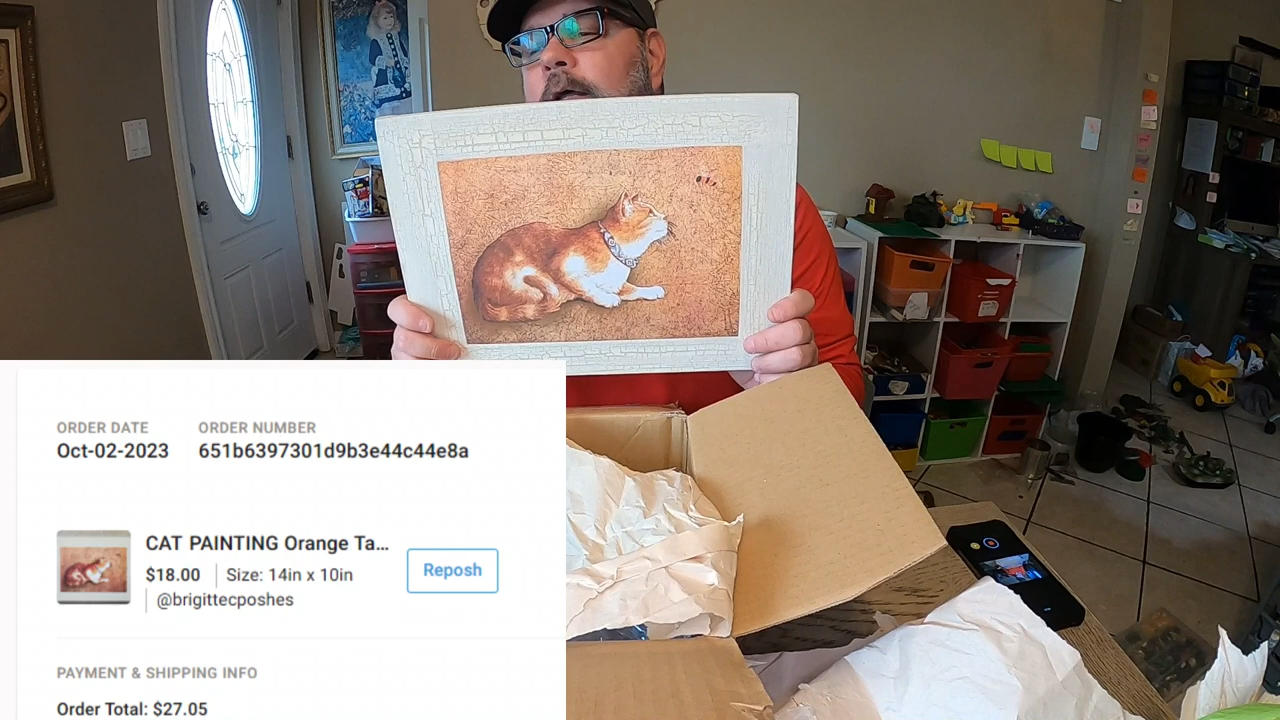 ORDER DATE ORDER NUMBER
Oct-02-2023 651b6397301d9b3e44c44e8a
CAT PAINTING Orange Ta...
$18.00 Size: 14in x 10in
Reposh
@brigittecposhes
PAYMENT & SHIPPING INFO
Order Total: $27.05